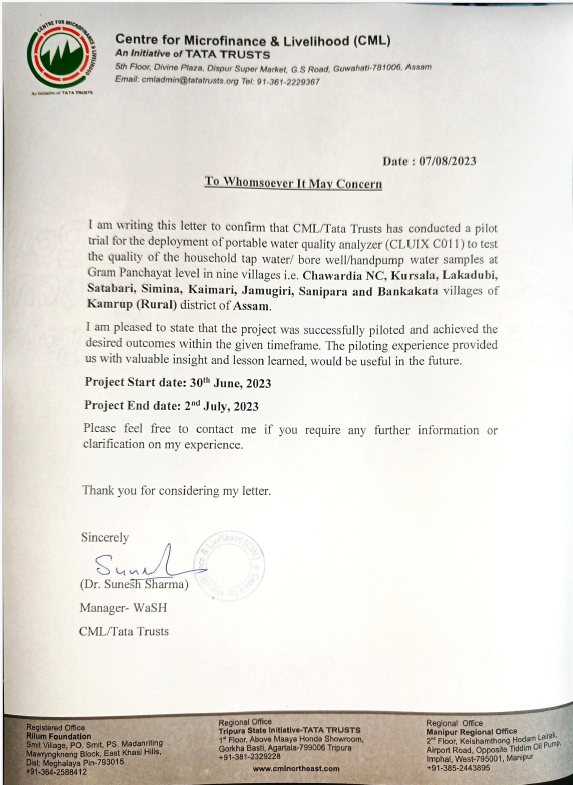 CENTRE FOR MICROFINANCE & LIVELIHOOD
An Initiative of TATA TRUSTS
Centre for Microfinance & Livelihood (CML)
An Initiative of TATA TRUSTS
5th Floor, Divine Plaza, Dispur Super Market, G.S Road, Guwahati-781006, Assam
Email: cmladmin@tatatrusts.org Tel: 91-361-2229367
Date : 07/08/2023
To Whomsoever It May Concern
I am writing this letter to confirm that CML/Tata Trusts has conducted a pilot
trial for the deployment of portable water quality analyzer (CLUIX C011) to test
the quality of the household tap water/ bore well/handpump water samples at
Gram Panchayat level in nine villages i.e. Chawardia NC, Kursala, Lakadubi,
Satabari, Simina, Kaimari, Jamugiri, Sanipara and Bankakata villages of
Kamrup (Rural) district of Assam.
I am pleased to state that the project was successfully piloted and achieved the
desired outcomes within the given timeframe. The piloting experience provided
us with valuable insight and lesson learned, would be useful in the future.
Project Start date: 30th June, 2023
Project End date: 2nd July, 2023
Please feel free to contact me if you require any further information or
clarification on my experience.
Thank you for considering my letter.
Sincerely
(Dr. Sunesh Sharma)
Manager- WaSH
CML/Tata Trusts
Registered Office
Rilum Foundation
Smit Village, PO. Smit, PS. Madanriting
Mawryngkneng Block, East Khasi Hills,
Dist: Meghalaya Pin-793015
+91-364-2588412
Regional Office
Tripura State Initiative-TATA TRUSTS
1st Floor, Above Maaya Honda Showroom,
Gorkha Basti, Agartala-799006 Tripura
+91-381-2329228
www.cmlnortheast.com
Regional Office
Manipur Regional Office
2nd Floor, Keishamthong Hodam Leirak,
Airport Road, Opposite Tiddim Oil Pump,
Imphal, West-795001, Manipur
+91-385-2443895